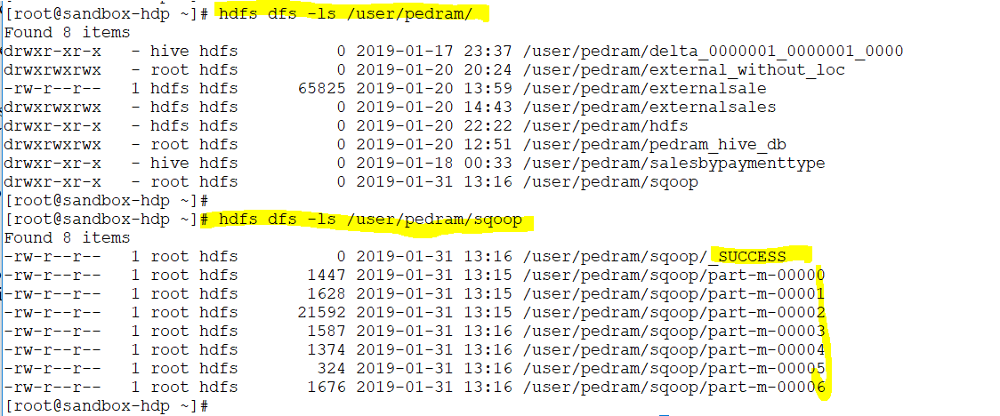 [root@sandbox-hdp ~]# hdfs dfs -ls /user/pedram/
Found 8 items
drwxr-xr-x   - hive hdfs          0 2019-01-17 23:37 /user/pedram/delta_0000001_0000001_0000
drwxrwxrwx   - root hdfs          0 2019-01-20 20:24 /user/pedram/external_without_loc
-rw-r--r--   1 hdfs hdfs      65825 2019-01-20 13:59 /user/pedram/externalsale
drwxrwxrwx   - hdfs hdfs          0 2019-01-20 14:43 /user/pedram/externalsales
drwxr-xr-x   - hdfs hdfs          0 2019-01-20 22:22 /user/pedram/hdfs
drwxrwxrwx   - root hdfs          0 2019-01-20 12:51 /user/pedram/pedram_hive_db
drwxr-xr-x   - hive hdfs          0 2019-01-18 00:33 /user/pedram/salesbypaymenttype
drwxr-xr-x   - root hdfs          0 2019-01-31 13:16 /user/pedram/sqoop
[root@sandbox-hdp ~]#
[root@sandbox-hdp ~]# hdfs dfs -ls /user/pedram/sqoop
Found 8 items
-rw-r--r--   1 root hdfs          0 2019-01-31 13:16 /user/pedram/sqoop/_SUCCESS
-rw-r--r--   1 root hdfs       1447 2019-01-31 13:15 /user/pedram/sqoop/part-m-00000
-rw-r--r--   1 root hdfs       1628 2019-01-31 13:15 /user/pedram/sqoop/part-m-00001
-rw-r--r--   1 root hdfs      21592 2019-01-31 13:15 /user/pedram/sqoop/part-m-00002
-rw-r--r--   1 root hdfs       1587 2019-01-31 13:16 /user/pedram/sqoop/part-m-00003
-rw-r--r--   1 root hdfs       1374 2019-01-31 13:16 /user/pedram/sqoop/part-m-00004
-rw-r--r--   1 root hdfs        324 2019-01-31 13:16 /user/pedram/sqoop/part-m-00005
-rw-r--r--   1 root hdfs       1676 2019-01-31 13:16 /user/pedram/sqoop/part-m-00006
[root@sandbox-hdp ~]#